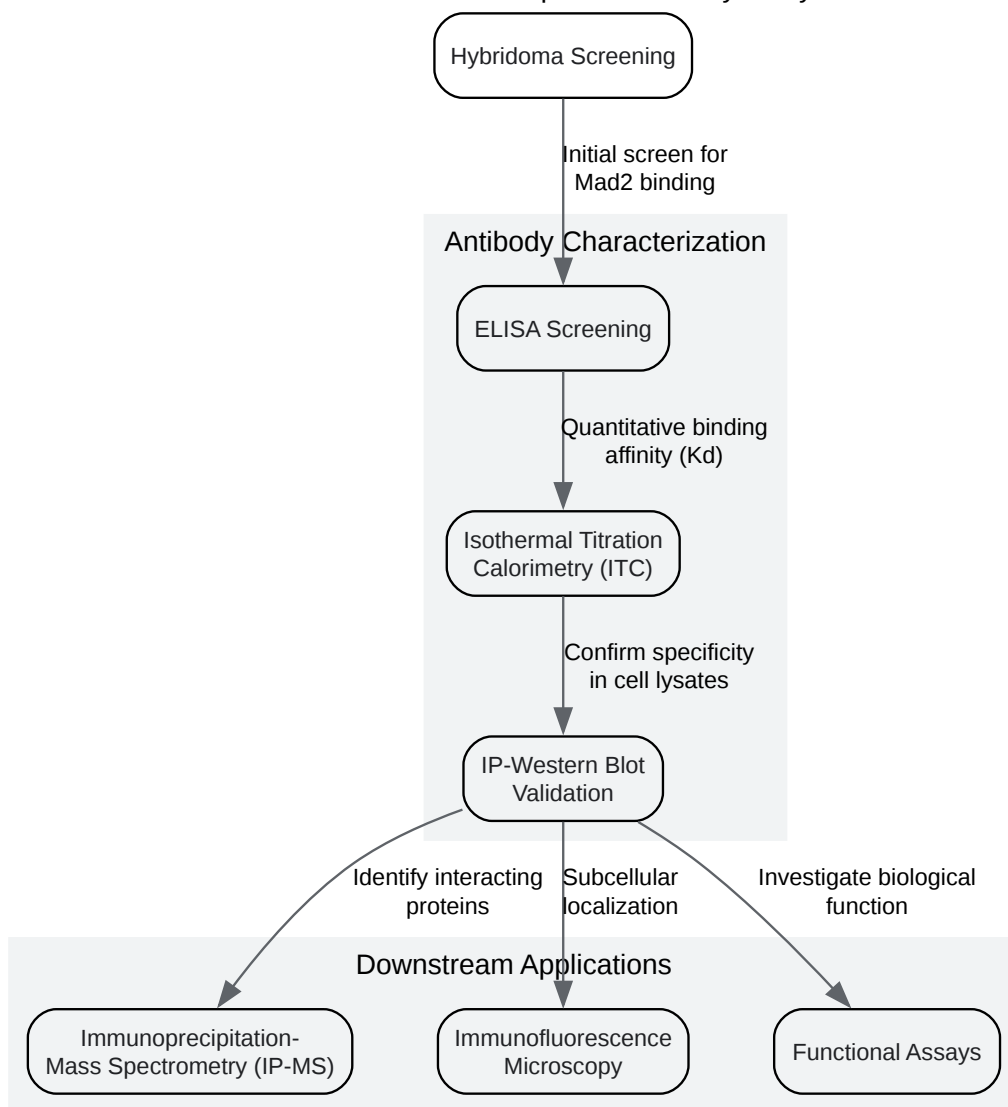 Hybridoma Screening
Initial screen for
Mad2 binding
Antibody Characterization
ELISA Screening
Quantitative binding
affinity (Kd)
Isothermal Titration
Calorimetry (ITC)
Confirm specificity
in cell lysates
IP-Western Blot
Validation
Identify interacting
proteins
Subcellular
localization
Investigate biological
function
Downstream Applications
Immunoprecipitation-
Mass Spectrometry (IP-MS)
Immunofluorescence
Microscopy
Functional Assays